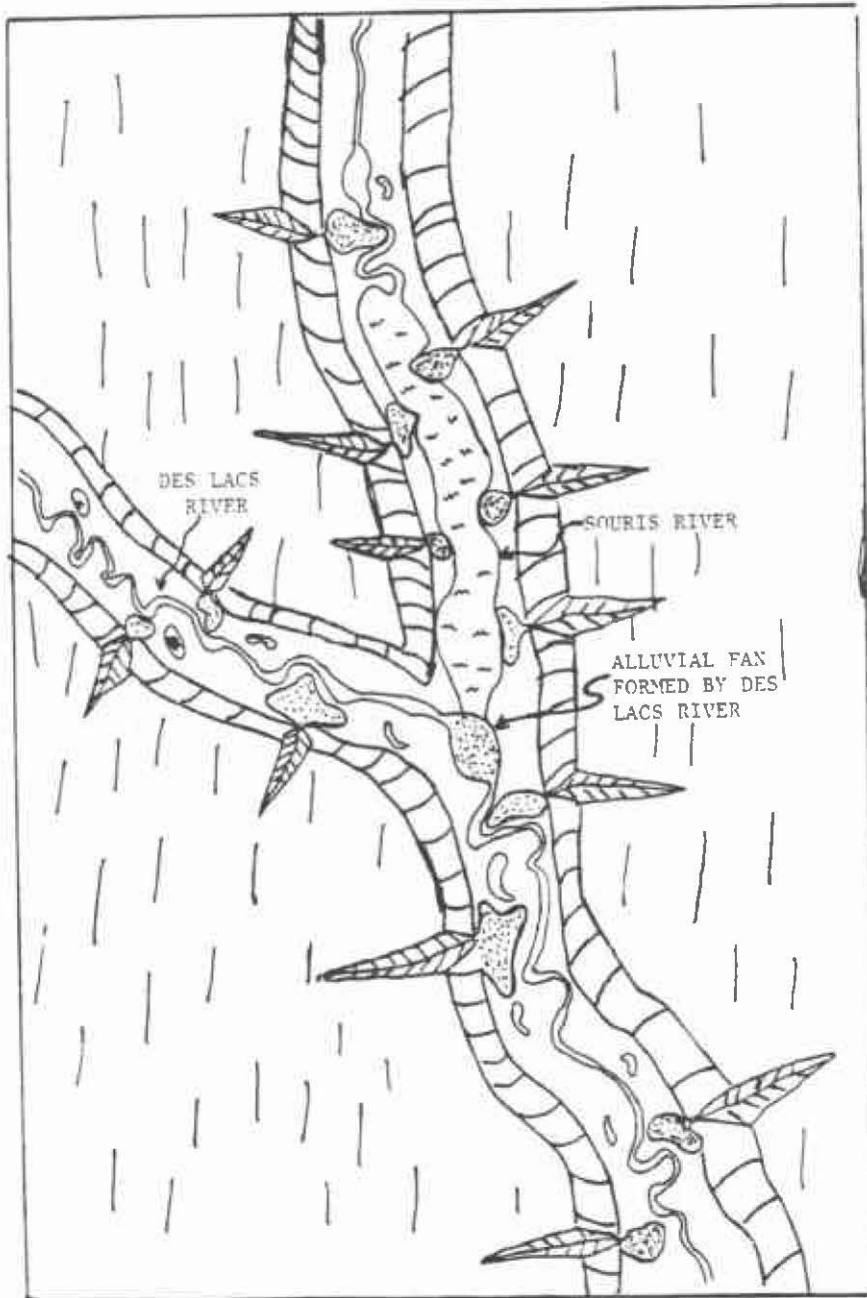 DES LACS
RIVER
SOURIS RIVER
ALLUVIAL FAN
FORMED BY DES
LACS RIVER